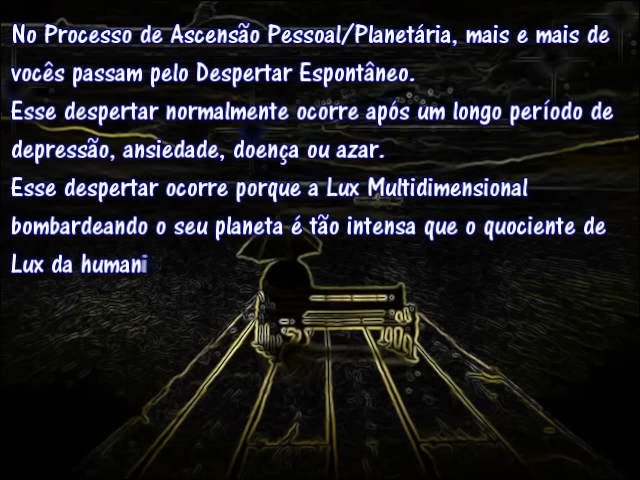 No Processo de Ascensão Pessoal/Planetária, mais e mais de
vocês passam pelo Despertar Espontâneo.
Esse despertar normalmente ocorre após um longo período de
depressão, ansiedade, doença ou azar.
Esse despertar ocorre porque a Lux Multidimensional
bombardeando o seu planeta é tão intensa que o quociente de
Lux da humani